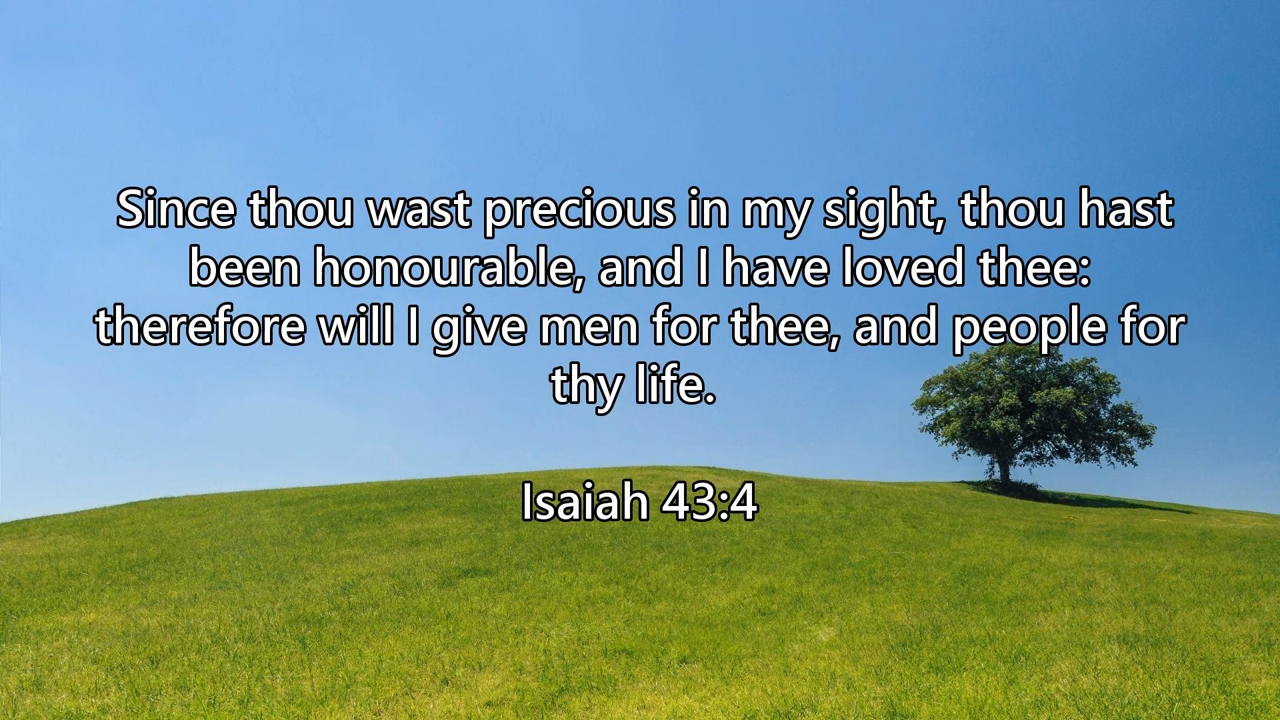 Since thou wast precious in my sight, thou hast
been honourable, and I have loved thee:
therefore will I give men for thee, and people for
thy life.
Isaiah 43:4